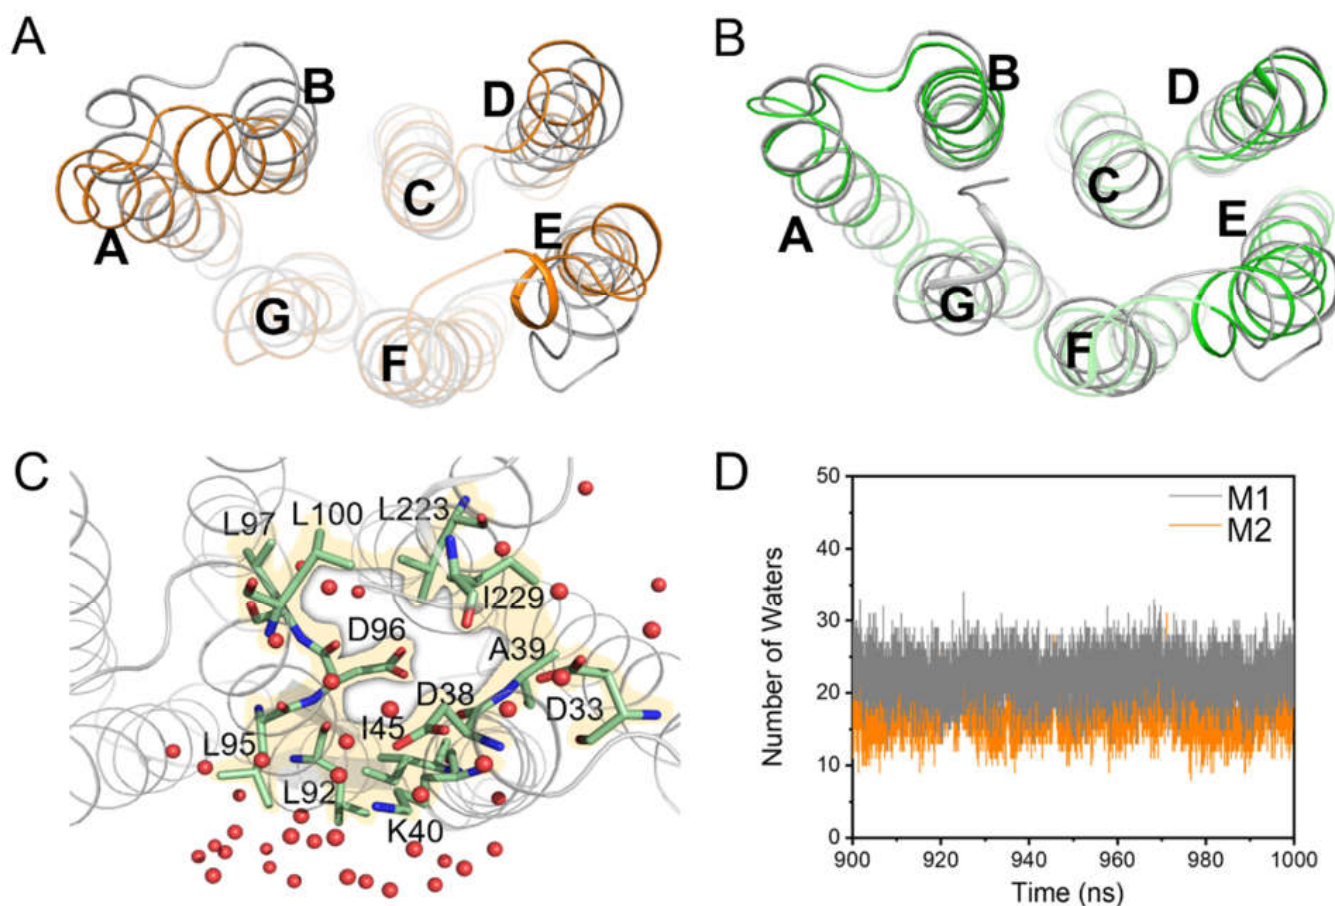 A
B
D
C
E
A
G
F
B
B
D
C
E
A
G
F
C
L97
L100
L223
I229
D96
A39
D38
D33
I45
L95
L92
K40
D
50
40
30
20
10
0
Number of Waters
M1
M2
900
920
940
960
980
1000
Time (ns)